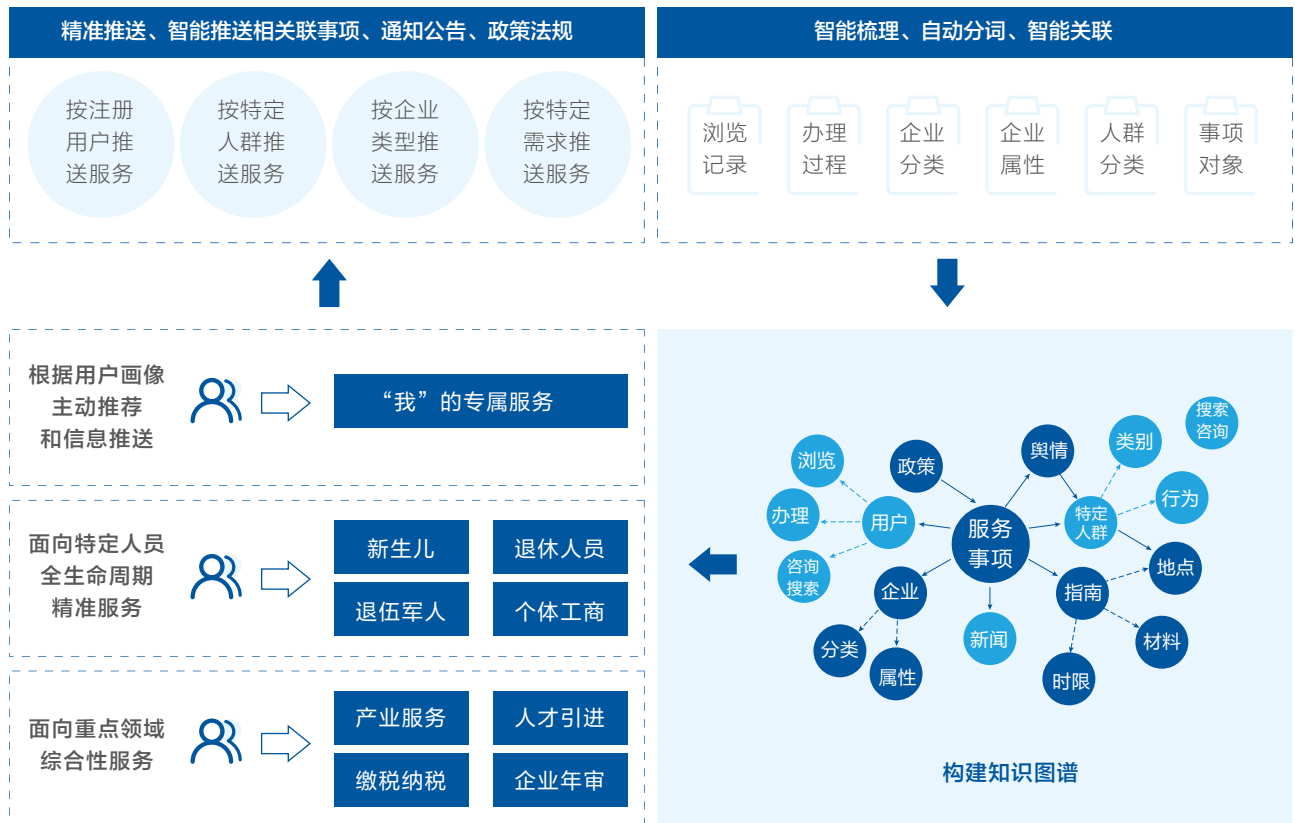 精准推送、智能推送相关联事项、通知公告、政策法规
按注册
用户推
送服务
按特定
人群推
送服务
按企业
类型推
送服务
按特定
需求推
送服务
智能梳理、自动分词、智能关联
浏览
记录
办理
过程
企业
分类
企业
属性
人群
分类
事项
对象
根据用户画像
主动推荐
和信息推送
“我”的专属服务
面向特定人员
全生命周期
精准服务
新生儿
退休人员
退伍军人
个体工商
面向重点领域
综合性服务
产业服务
人才引进
缴税纳税
企业年审
搜索
咨询
类别
舆情
政策
浏览
行为
办理
用户
服务
事项
特定
人群
地点
咨询
搜索
企业
指南
新闻
材料
分类
属性
时限
构建知识图谱